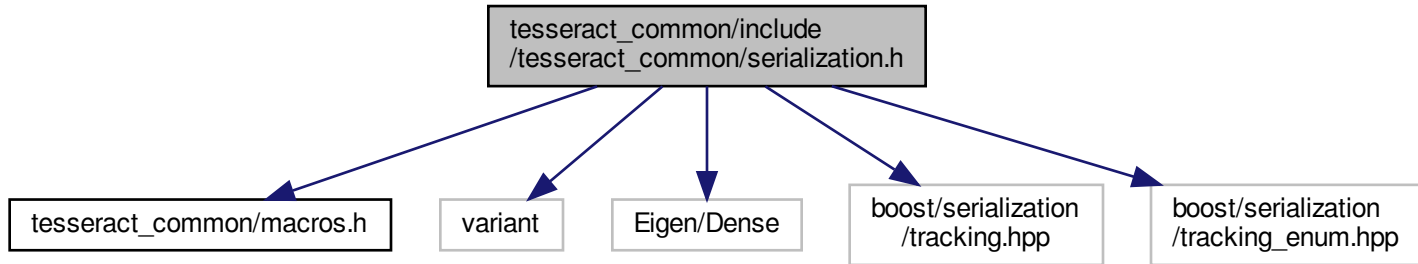 tesseract_common/include
/tesseract_common/serialization.h
tesseract_common/macros.h
variant
Eigen/Dense
boost/serialization
/tracking.hpp
boost/serialization
/tracking_enum.hpp